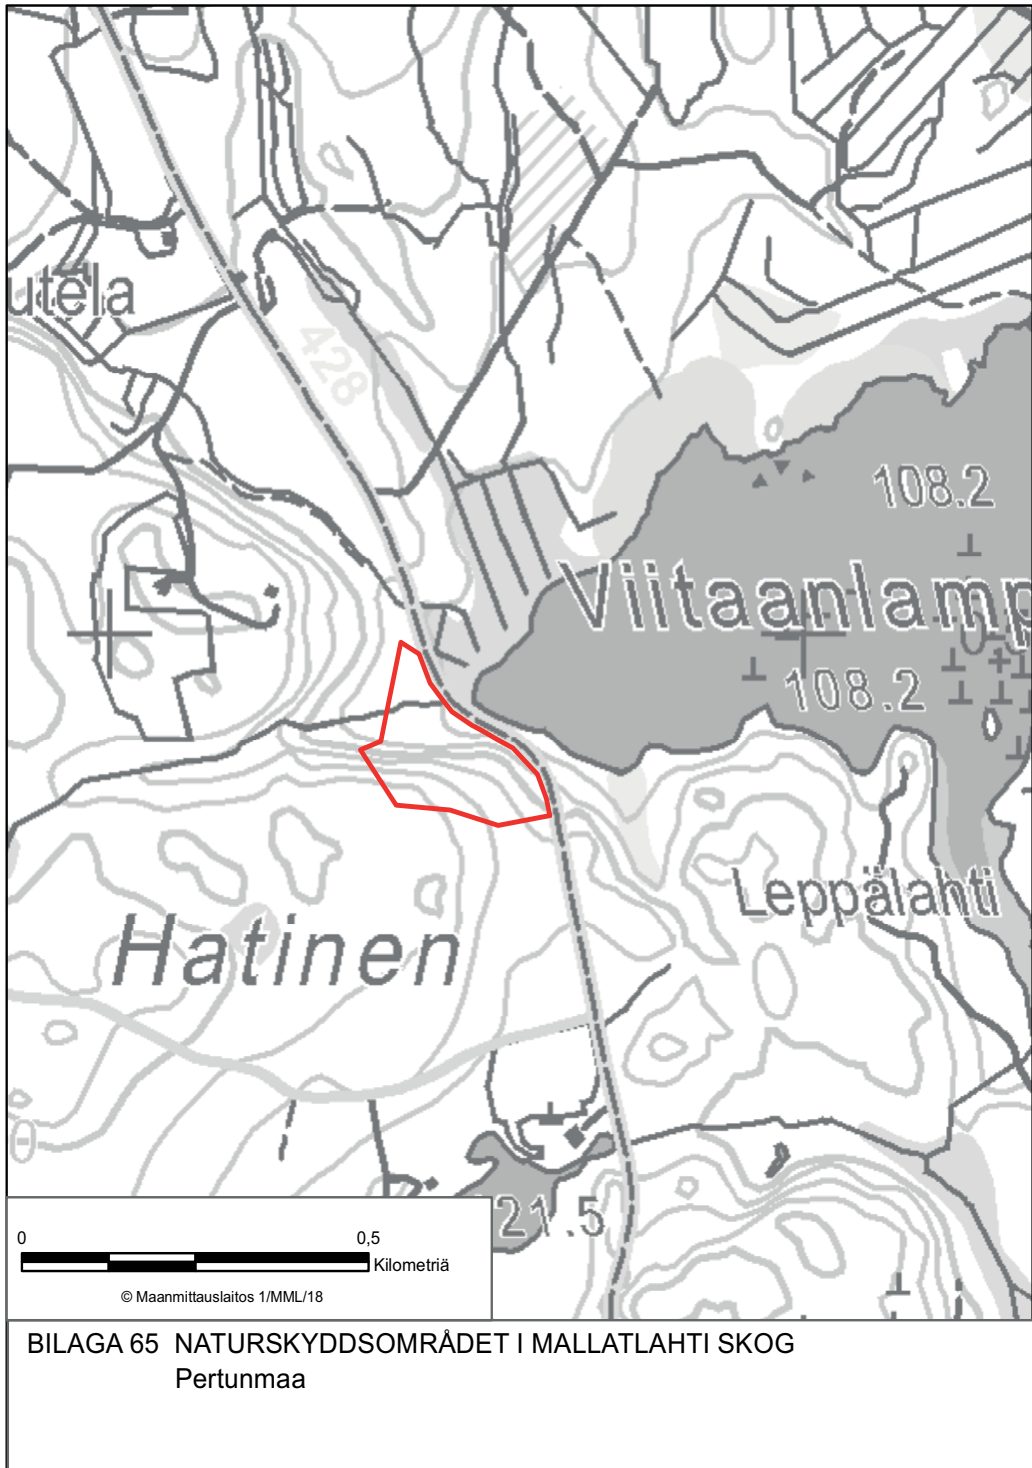 utela
428
108.2
Viitaanlamp
108.2
Leppälahti
Hatinen
21.5
0 0,5
Kilometriä
© Maanmittauslaitos 1/MML/18
BILAGA 65 NATURSKYDDSOMRÅDET I MALLATLAHTI SKOG
Pertunmaa